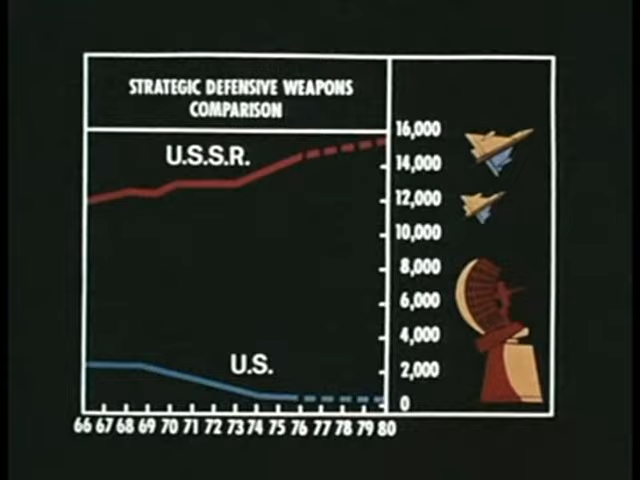 STRATEGIC DEFENSIVE WEAPONS
COMPARISON
U.S.S.R.
U.S.
16,000
14,000
12,000
10,000
8,000
6,000
4,000
2,000
0
66 67 68 69 70 71 72 73 74 75 76 77 78 79 80